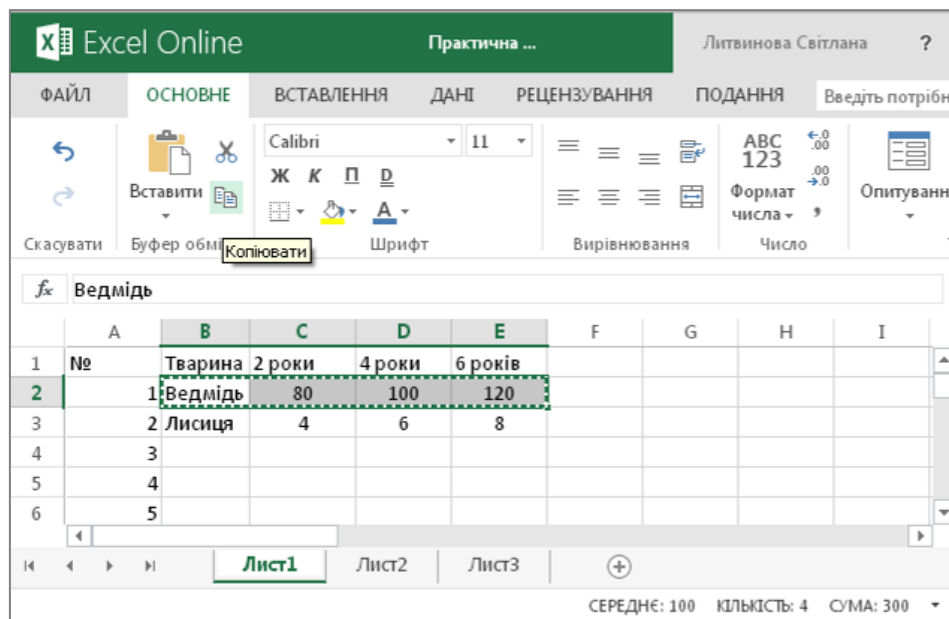 Excel Online Практична ... Литвинова Світлана ?
ФАЙЛ ОСНОВНЕ ВСТАВЛЕННЯ ДАНІ РЕЦЕНЗУВАННЯ ПОДАННЯ Введіть потрібн
Calibri 11 ABC
123
Ж К П D
Вставити Формат Опитуванн
числа
Скасувати Буфер обмі Шрифт Вирівнювання Число
Копіювати
fx Ведмідь
A B C D E F G H I
1 № Тварина 2 роки 4 роки 6 років
2 1 Ведмідь 80 100 120
3 2 Лисиця 4 6 8
4 3
5 4
6 5
Лист1 Лист2 Лист3
СЕРЕДНЄ: 100 КІЛЬКІСТЬ: 4 СУМА: 300